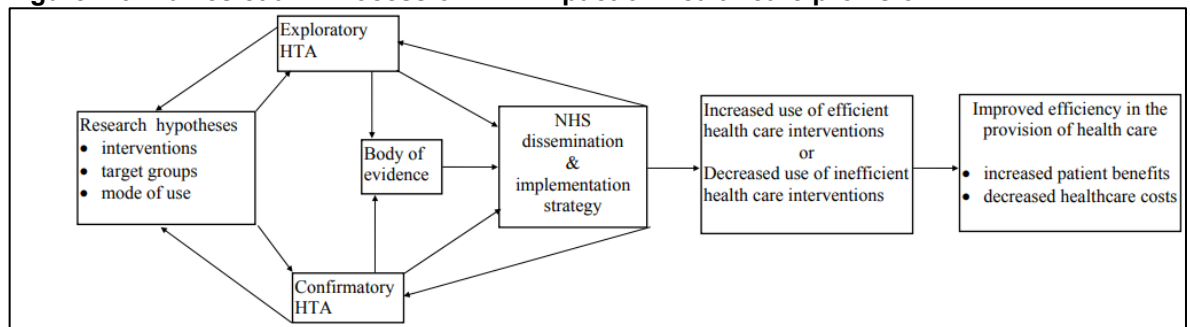 Exploratory
HTA
Research hypotheses
• interventions
• target groups
• mode of use
Body of
evidence
NHS
dissemination
&
implementation
strategy
Increased use of efficient
health care interventions
or
Decreased use of inefficient
health care interventions
Improved efficiency in the
provision of health care
• increased patient benefits
• decreased healthcare costs
Confirmatory
HTA